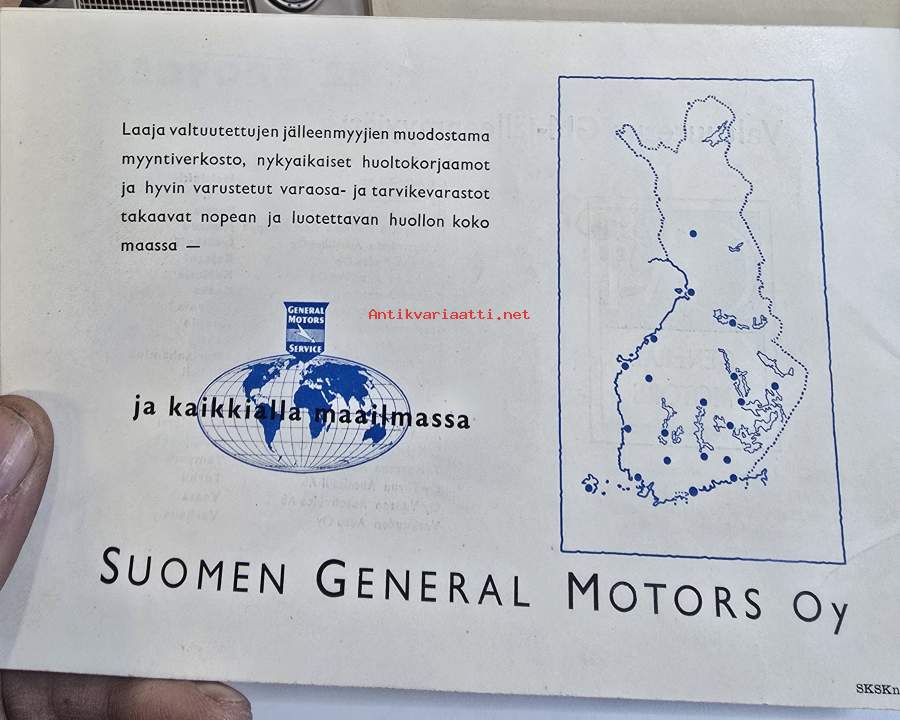 Laaja valtuutettujen jälleenmyyjien muodostama
myyntiverkosto, nykyaikaiset huoltokorjaamot
ja hyvin varustetut varaosa- ja tarvikevarastot
takaavat nopean ja luotettavan huollon koko
maassa —
Antikvariaatti.net
GENERAL
MOTORS
SERVICE
ja kaikkialla maailmassa
SUOMEN GENERAL MOTORS Oy
SKSKn